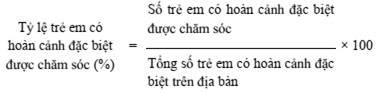 Tỷ lệ trẻ em có
hoàn cảnh đặc biệt
được chăm sóc (%)
=
Số trẻ em có hoàn cảnh đặc biệt
được chăm sóc
Tổng số trẻ em có hoàn cảnh đặc
biệt trên địa bàn
× 100